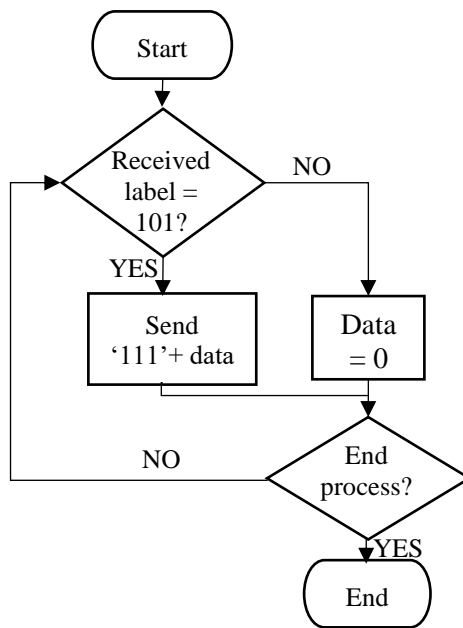 Start
Received
label =
101?
NO
YES
Send
‘111’+ data
Data
= 0
NO
End
process?
YES
End